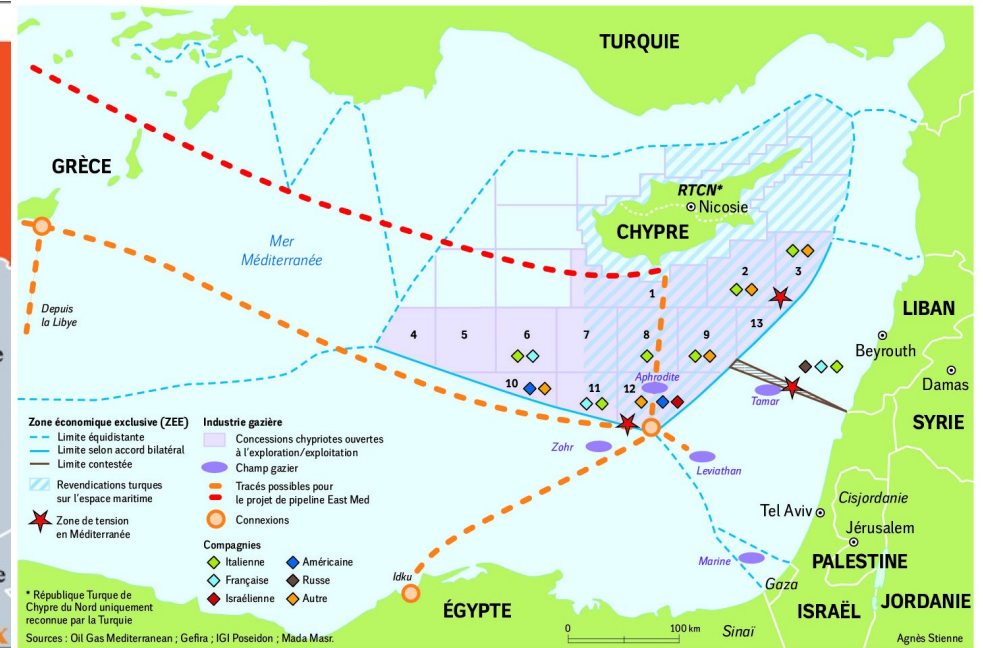 TURQUIE
GRÈCE
RTCN*
Nicosie
CHYPRE
Mer
Méditerranée
Depuis
la Libye
1
2
3
4
5
6
7
8
9
13
10
11
12
Aphrodite
Tamar
Zohr
Leviathan
Marine
LIBAN
Beyrouth
Damas
SYRIE
Cisjordanie
Tel Aviv
Jérusalem
PALESTINE
Gaza
ISRAËL
JORDANIE
Idku
ÉGYPTE
Sinaï
Zone économique exclusive (ZEE)
Limite équidistante
Limite selon accord bilatéral
Limite contestée
Revendications turques
sur l'espace maritime
Zone de tension
en Méditerranée
Industrie gazière
Concessions chypriotes ouvertes
à l'exploration/exploitation
Champ gazier
Tracés possibles pour
le projet de pipeline East Med
Connexions
Compagnies
Italienne
Française
Israélienne
Américaine
Russe
Autre
* République Turque de
Chypre du Nord uniquement
reconnue par la Turquie
Sources : Oil Gas Mediterranean ; Gefira ; IGI Poseidon ; Mada Masr.
0
100 km
Agnès Stienne